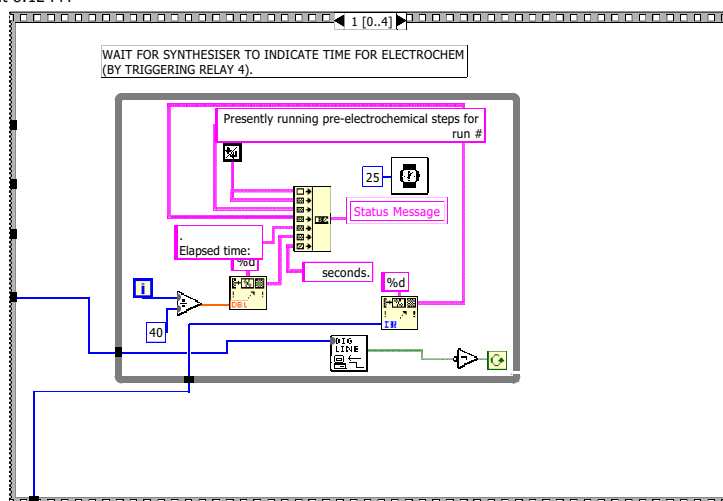 1 [0..4]
WAIT FOR SYNTHESISER TO INDICATE TIME FOR ELECTROCHEM
(BY TRIGGERING RELAY 4).
Presently running pre-electrochemical steps for
run #
25
Status Message
.
Elapsed time:
%d
seconds.
%d
i
DBL
40
DIG
LINE